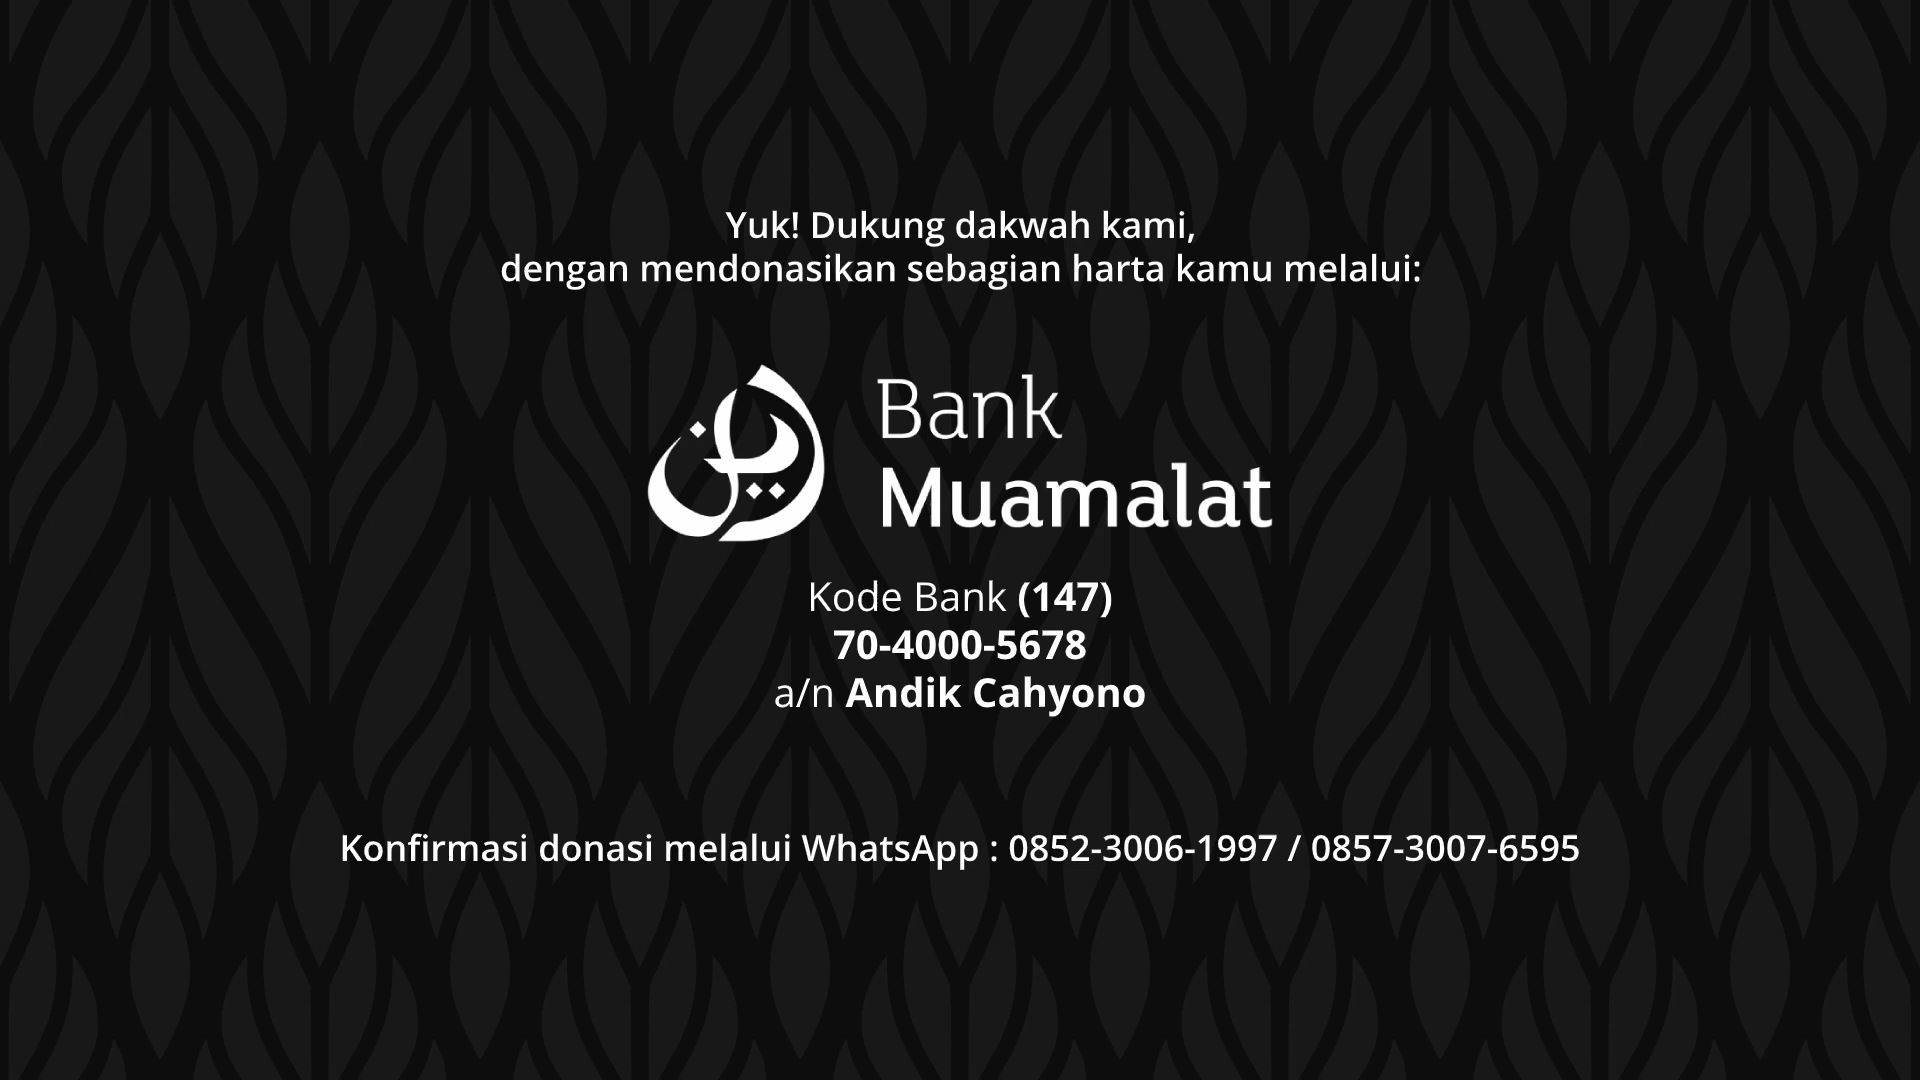 Yuk! Dukung dakwah kami,
dengan mendonasikan sebagian harta kamu melalui:
Bank
Muamalat
Kode Bank (147)
70-4000-5678
a/n Andik Cahyono
Konfirmasi donasi melalui WhatsApp : 0852-3006-1997 / 0857-3007-6595